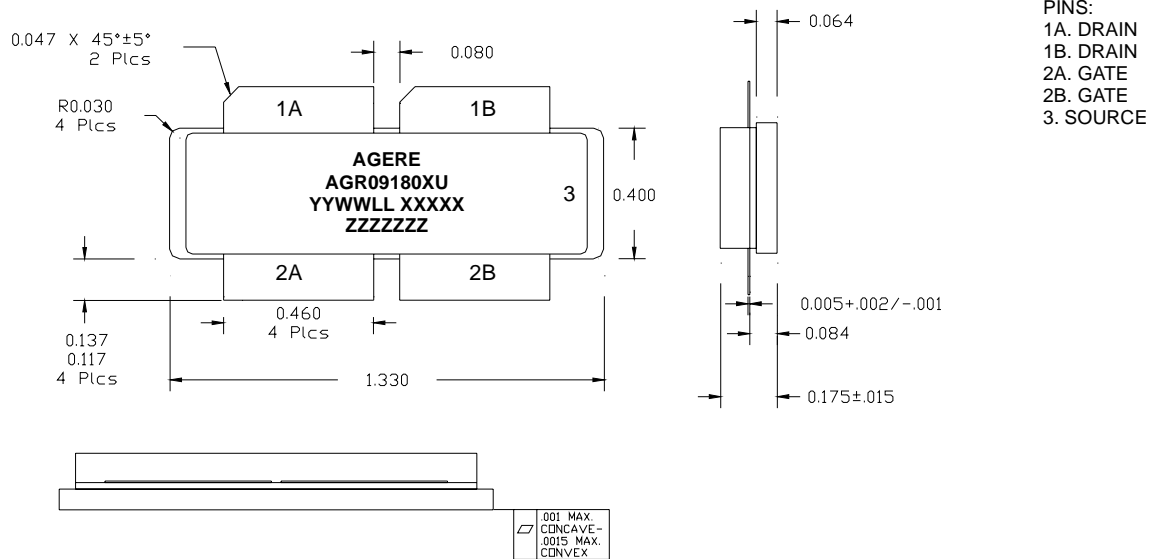 0.047 X 45°±5°
2 Plcs
0.080
0.064
PINS:
1A. DRAIN
1B. DRAIN
2A. GATE
2B. GATE
3. SOURCE
R0.030
4 Plcs
1A
1B
AGERE
AGR09180XU
YYWWLL XXXXX
ZZZZZZZ
3
0.400
2A
2B
0.460
4 Plcs
0.137
0.117
4 Plcs
1.330
0.005+.002/-.001
0.084
0.175±.015
.001 MAX.
CONCAVE-
.0015 MAX.
CONVEX